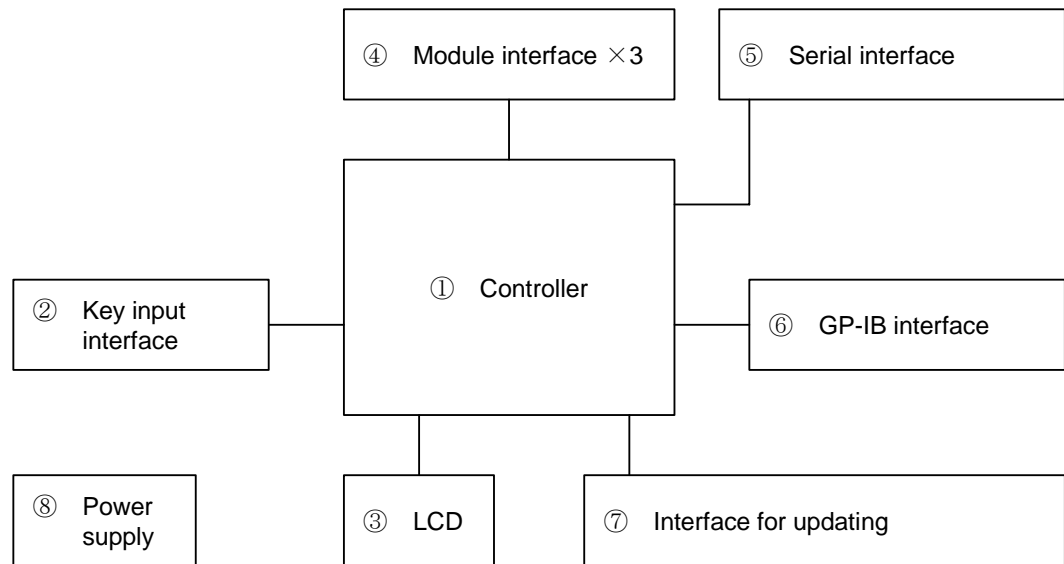 ④ Module interface ×3
⑤ Serial interface
① Controller
② Key input
interface
⑥ GP-IB interface
⑧ Power
supply
③ LCD
⑦ Interface for updating